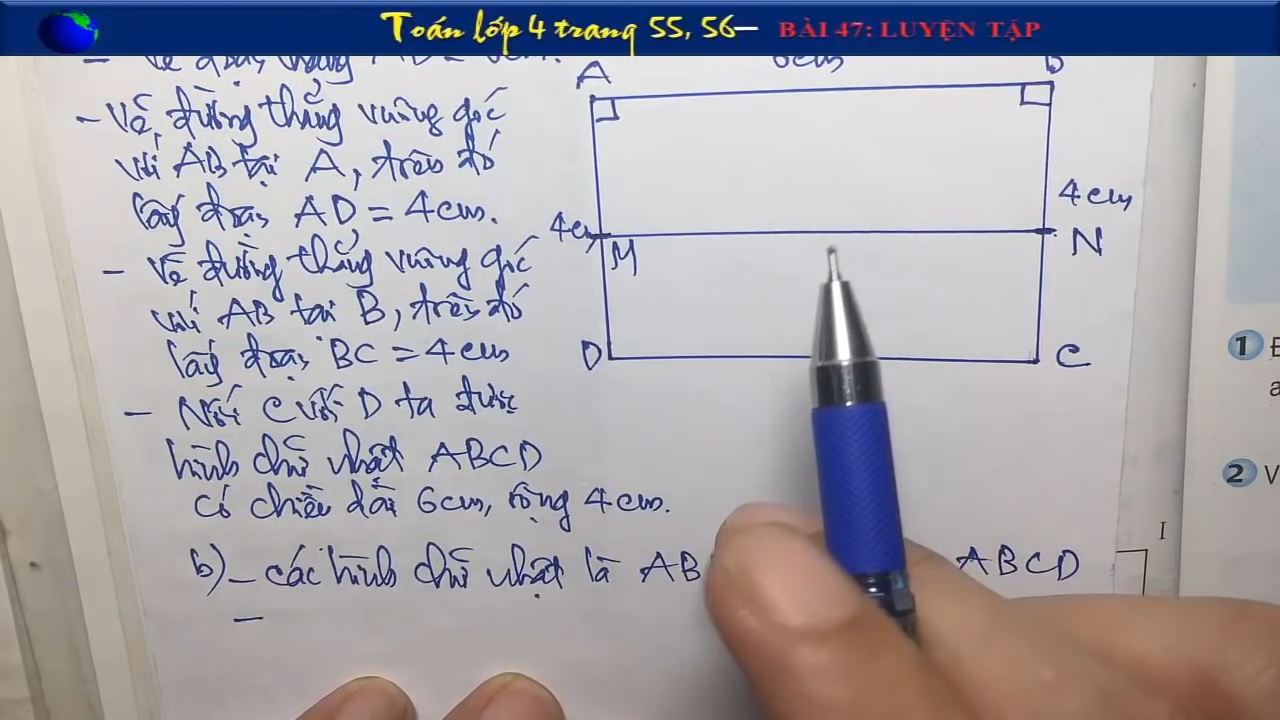 Toán lớp 4 trang 55, 56— BÀI 47: LUYỆN TẬP
- Vẽ đường thẳng vuông góc
với AB tại A, trên đó
lấy đoạn AD = 4cm.
- Vẽ đường thẳng vuông góc
với AB tại B, trên đó
lấy đoạn BC = 4cm
- Nối C với D ta được
hình chữ nhật ABCD
có chiều dài 6cm, rộng 4cm.
b) - các hình chữ nhật là AB ABCD
-
A 6cm B
4cm
4cm
M N
D C
1
2 V
I